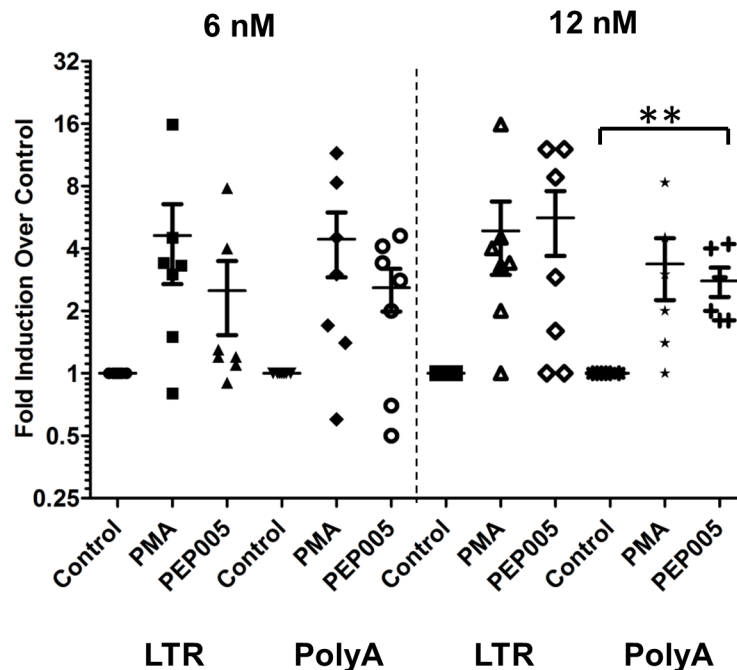 6 nM 12 nM
Fold Induction Over Control
32
16
8
4
2
1
0.5
0.25
**
Control PMA PEP005 Control PMA PEP005 Control PMA PEP005 Control PMA PEP005
LTR PolyA LTR PolyA